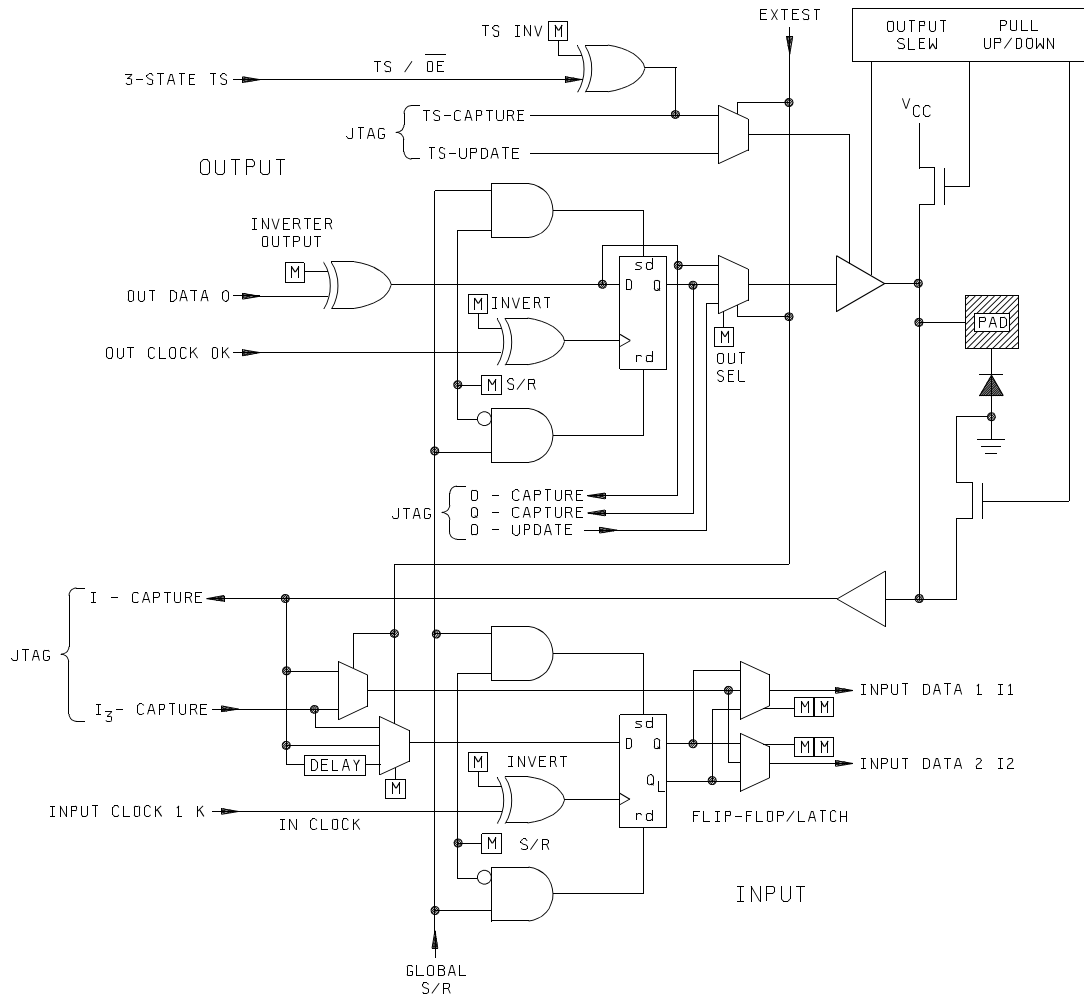 EXTEST
OUTPUT SLEW
PULL UP/DOWN
TS INV M
3-STATE TS
TS / OE
VCC
JTAG
TS-CAPTURE
TS-UPDATE
OUTPUT
INVERTER OUTPUT
M
OUT DATA O
M INVERT
sd
D Q
rd
M
OUT SEL
PAD
OUT CLOCK OK
M S/R
JTAG
O - CAPTURE
Q - CAPTURE
O - UPDATE
I - CAPTURE
JTAG
I3- CAPTURE
INPUT DATA 1 I1
M M
sd
D Q
QL
rd
M M
INPUT DATA 2 I2
DELAY
M
M INVERT
INPUT CLOCK 1 K
IN CLOCK
M S/R
FLIP-FLOP/LATCH
INPUT
GLOBAL S/R